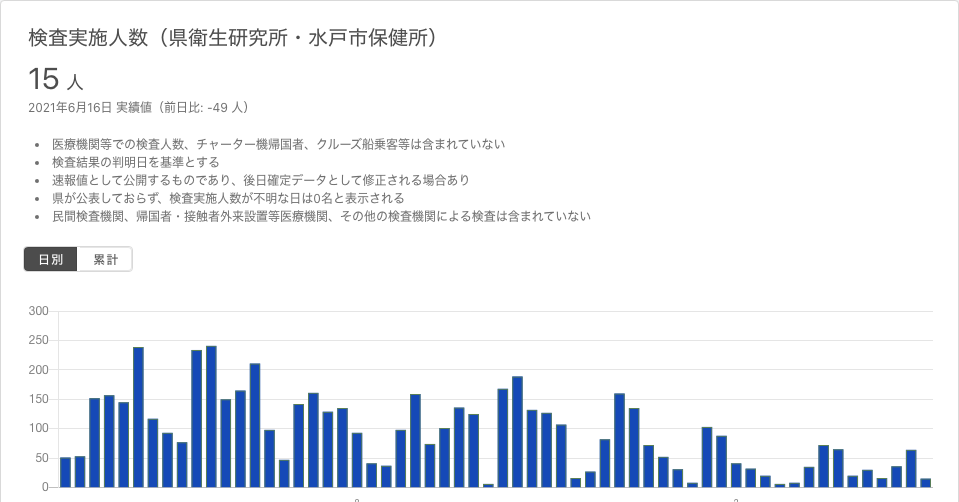 検査実施人数（県衛生研究所・水戸市保健所）
15 人
2021年6月16日 実績値（前日比: -49 人）
• 医療機関等での検査人数、チャーター機帰国者、クルーズ船乗客等は含まれていない
• 検査結果の判明日を基準とする
• 速報値として公開するものであり、後日確定データとして修正される場合あり
• 県が公表しておらず、検査実施人数が不明な日は0名と表示される
• 民間検査機関、帰国者・接触者外来設置等医療機関、その他の検査機関による検査は含まれていない
日別 累計
300
250
200
150
100
50
0